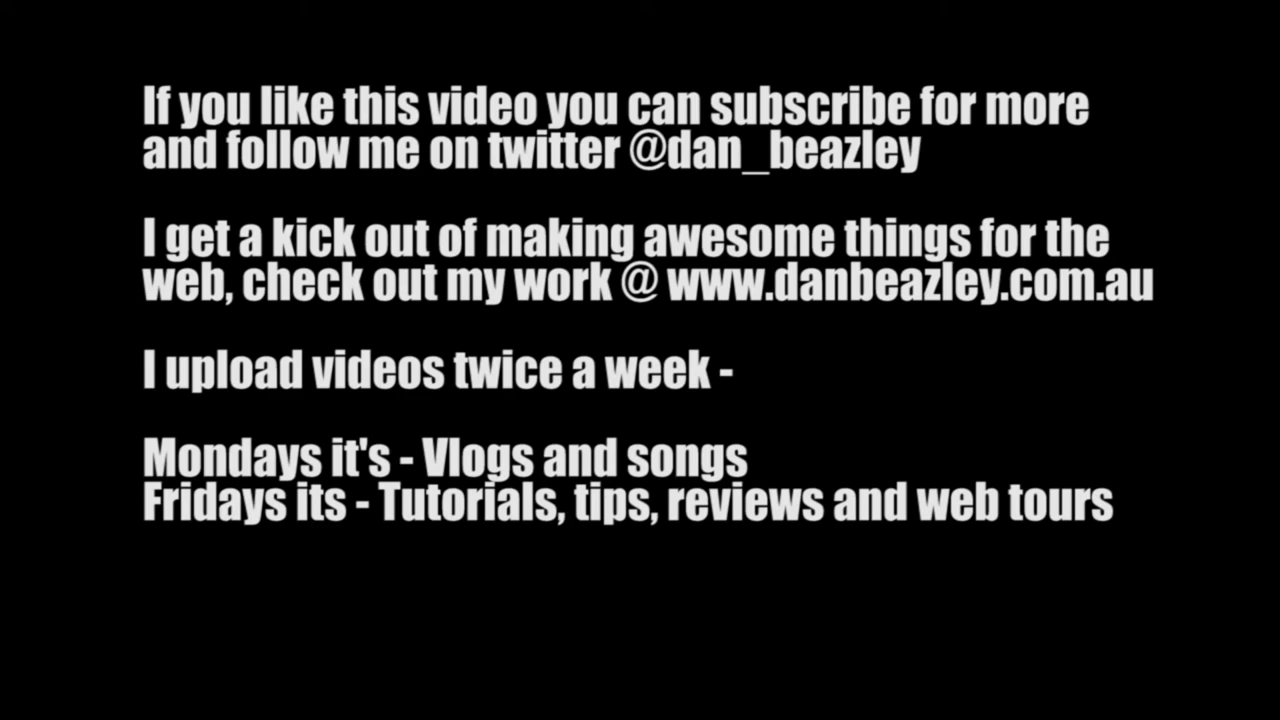 If you like this video you can subscribe for more
and follow me on twitter @dan_beazley
I get a kick out of making awesome things for the
web, check out my work @ www.danbeazley.com.au
I upload videos twice a week -
Mondays it's - Vlogs and songs
Fridays its - Tutorials, tips, reviews and web tours